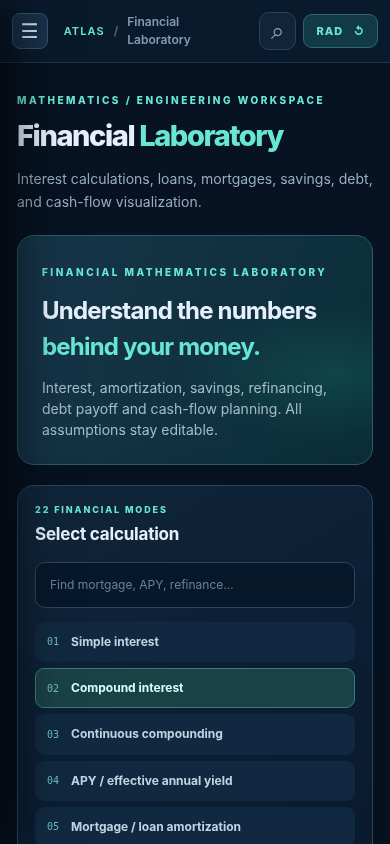 ☰ ATLAS / Financial Laboratory ⌕ RAD ↺
MATHEMATICS / ENGINEERING WORKSPACE
Financial Laboratory
Interest calculations, loans, mortgages, savings, debt,
and cash-flow visualization.
FINANCIAL MATHEMATICS LABORATORY
Understand the numbers
behind your money.
Interest, amortization, savings, refinancing,
debt payoff and cash-flow planning. All
assumptions stay editable.
22 FINANCIAL MODES
Select calculation
Find mortgage, APY, refinance...
01 Simple interest
02 Compound interest
03 Continuous compounding
04 APY / effective annual yield
05 Mortgage / loan amortization